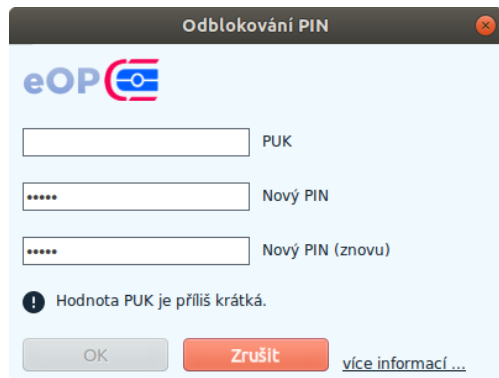 Odblokování PIN
eOP
PUK
••••• Nový PIN
••••• Nový PIN (znovu)
! Hodnota PUK je příliš krátká.
OK Zrušit více informací ...